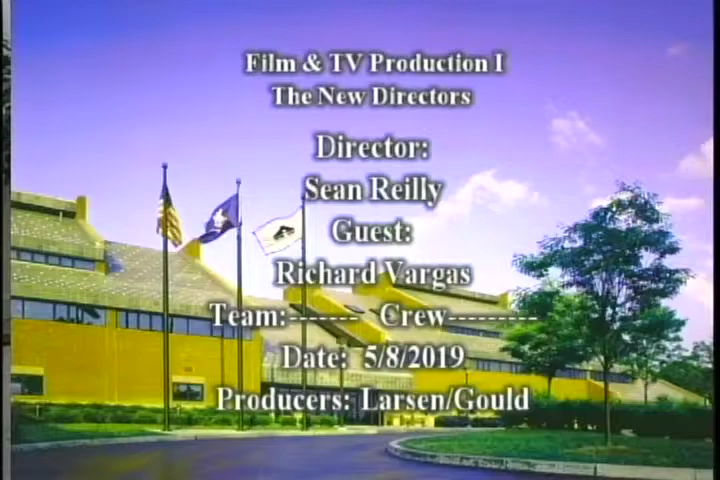 Film & TV Production I
The New Directors
Director:
Sean Reilly
Guest:
Richard Vargas
Team:------- Crew---------
Date: 5/8/2019
Producers: Larsen/Gould